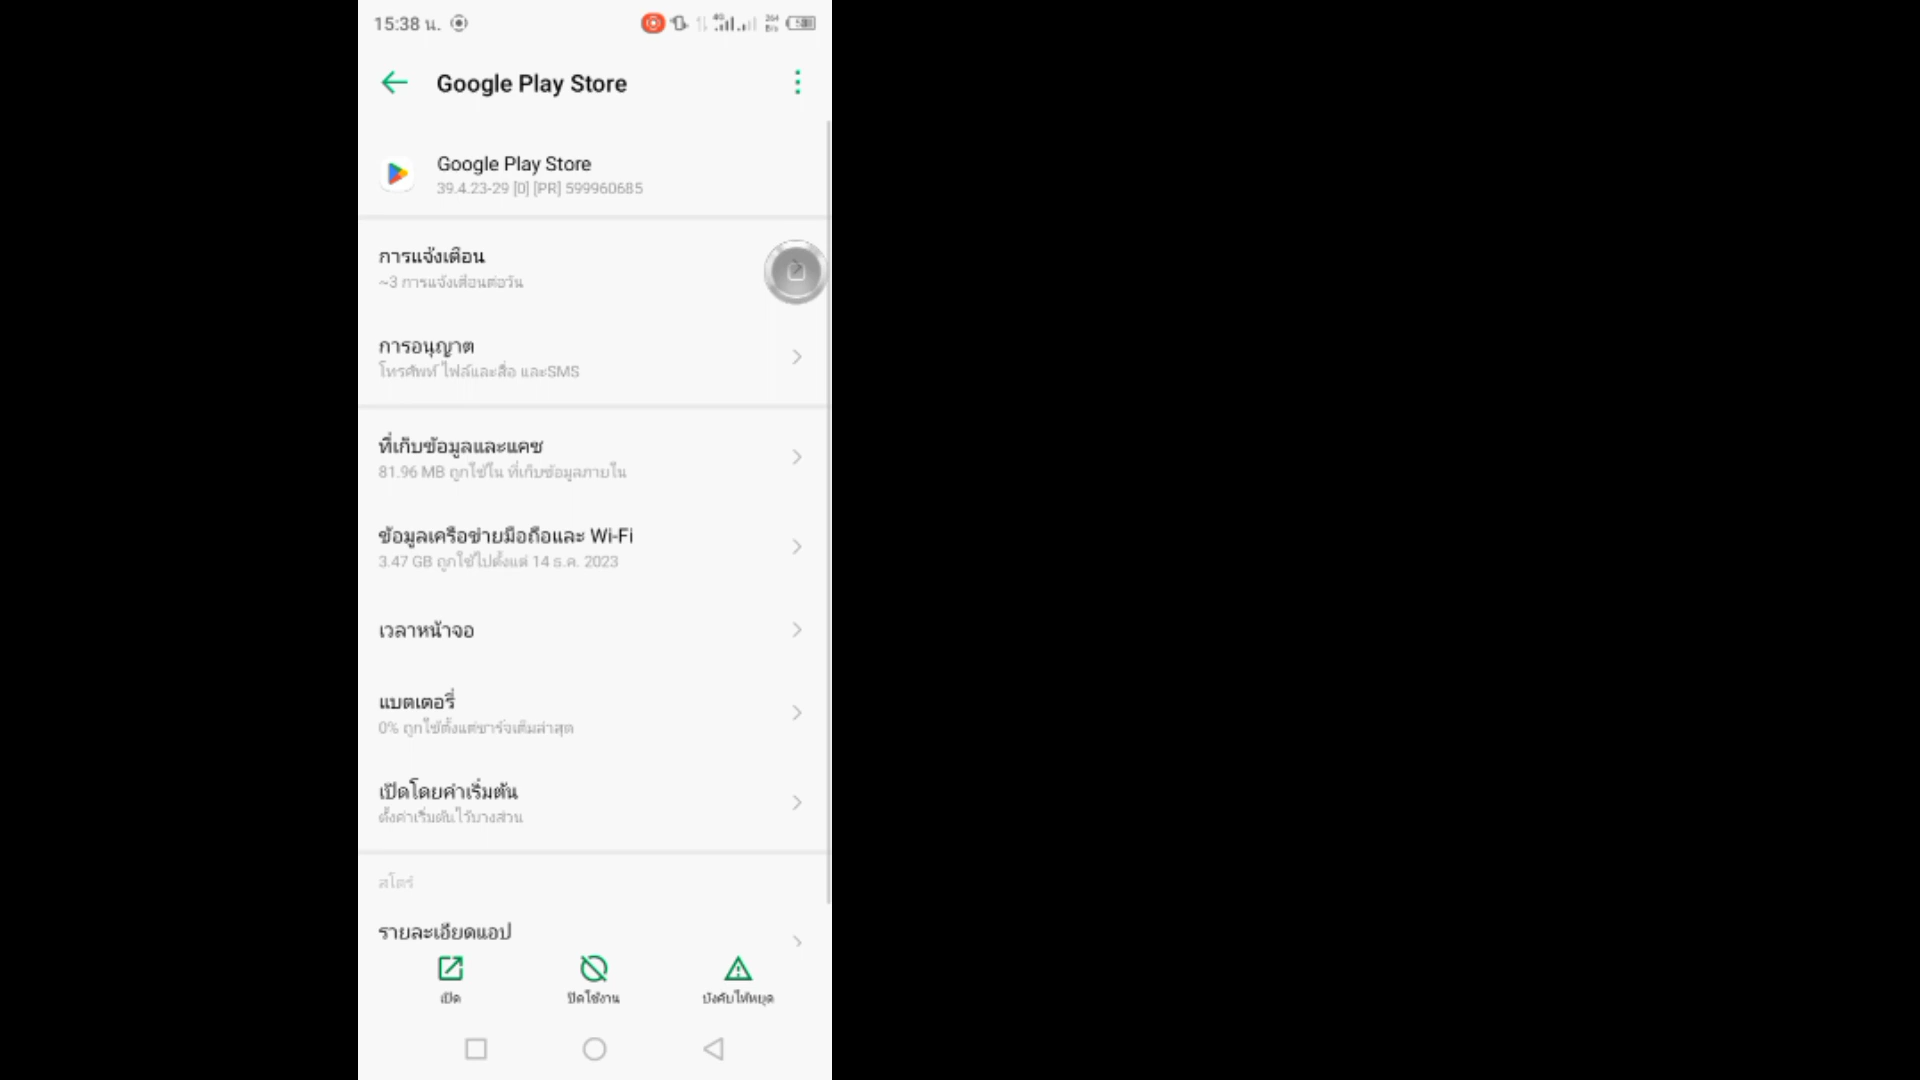 15:38 น.
Google Play Store
Google Play Store
39.4.23-29 [0] [PR] 599960685
การแจ้งเตือน
~3 การแจ้งเตือนต่อวัน
การอนุญาต
โทรศัพท์ ไฟล์และสื่อ และSMS
ที่เก็บข้อมูลและแคช
81.96 MB ถูกใช้ใน ที่เก็บข้อมูลภายใน
ข้อมูลเครือข่ายมือถือและ Wi-Fi
3.47 GB ถูกใช้ไปตั้งแต่ 14 ธ.ค. 2023
เวลาหน้าจอ
แบตเตอรี่
0% ถูกใช้ตั้งแต่ชาร์จเต็มล่าสุด
เปิดโดยค่าเริ่มต้น
ตั้งค่าเริ่มต้นไว้บางส่วน
สโตร์
รายละเอียดแอป
เปิด
ปิดใช้งาน
บังคับให้หยุด